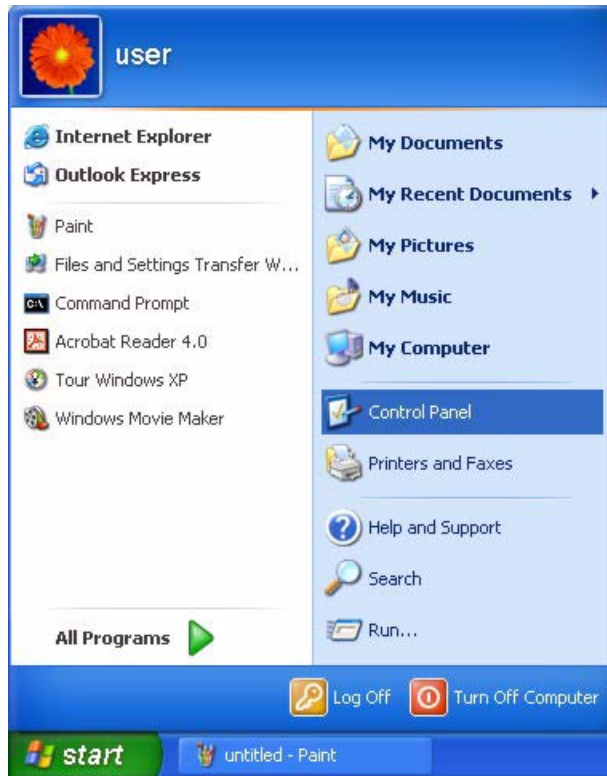 user
Internet Explorer
Outlook Express
Paint
Files and Settings Transfer W...
Command Prompt
Acrobat Reader 4.0
Tour Windows XP
Windows Movie Maker
All Programs
My Documents
My Recent Documents
My Pictures
My Music
My Computer
Control Panel
Printers and Faxes
Help and Support
Search
Run...
Log Off
Turn Off Computer
start
untitled - Paint